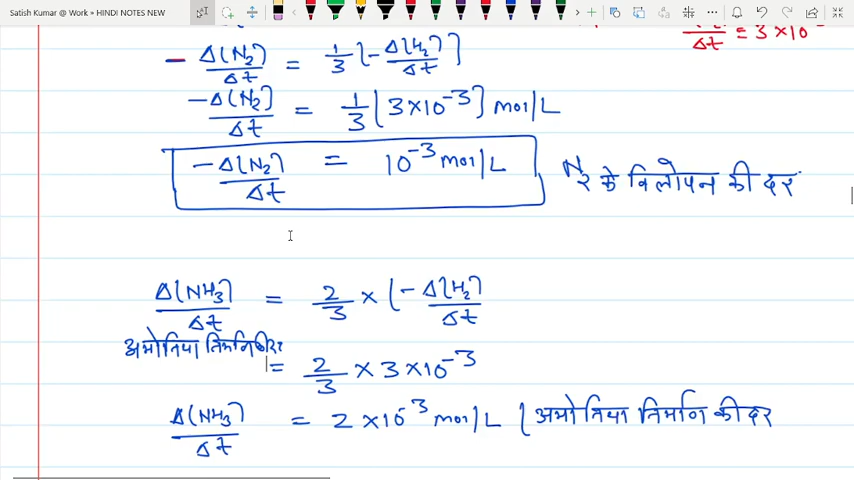 Satish Kumar @ Work » HINDI NOTES NEW
Δ(H₂)/Δt = 3×10
- Δ(N₂)/Δt = 1/3 [-Δ(H₂)/Δt]
-Δ(N₂)/Δt = 1/3 [3×10⁻³] mol/L
-Δ(N₂)/Δt = 10⁻³ mol/L N₂ के विलोपन की दर
Δ(NH₃)/Δt = 2/3 × (-Δ(H₂)/Δt
अमोनिया निर्माण की दर
= 2/3 × 3×10⁻³
Δ(NH₃)/Δt = 2×10⁻³ mol/L (अमोनिया निर्माण की दर